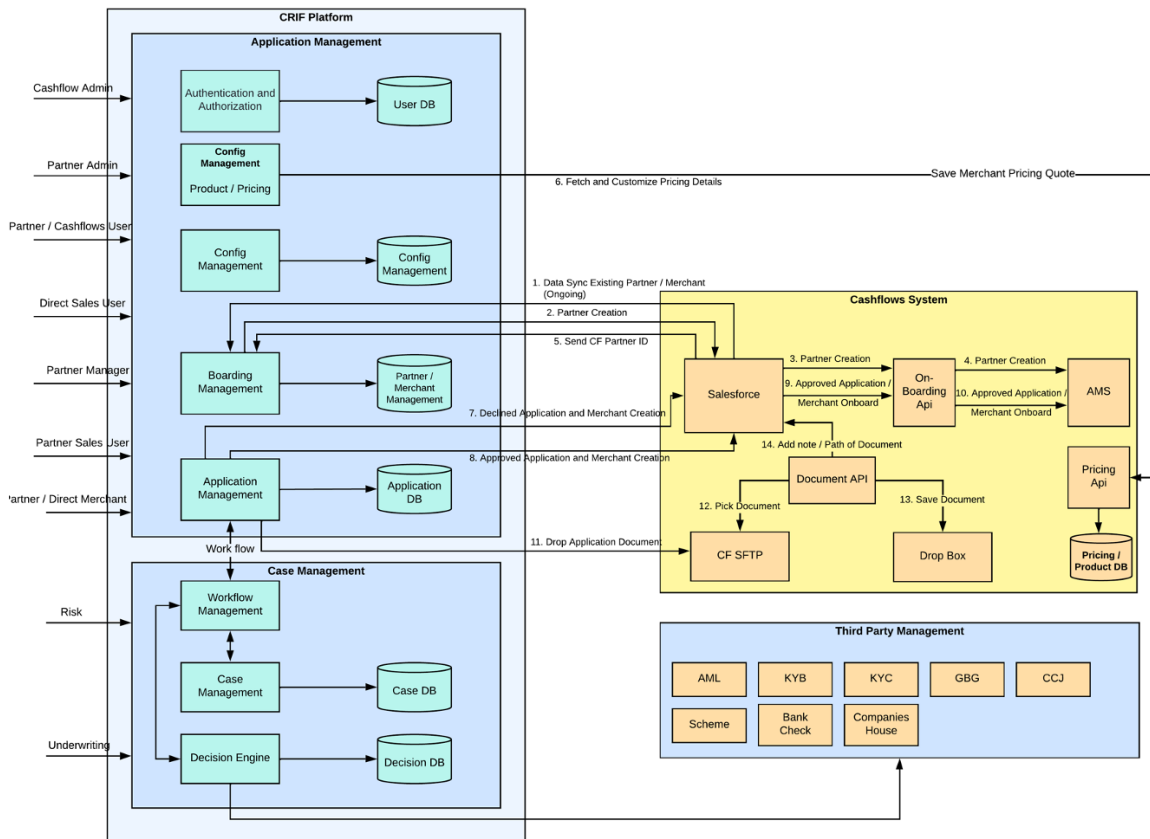 CRIF Platform
Application Management
Cashflow Admin
Authentication and
Authorization
User DB
Partner Admin
Config
Management
Product / Pricing
6. Fetch and Customize Pricing Details
Save Merchant Pricing Quote
Partner / Cashflows User
Config
Management
Config
Management
Direct Sales User
1. Data Sync Existing Partner / Merchant
(Ongoing)
2. Partner Creation
5. Send CF Partner ID
Partner Manager
Boarding
Management
Partner /
Merchant
Management
7. Declined Application and Merchant Creation
Partner Sales User
8. Approved Application and Merchant Creation
Application
Management
Application
DB
Partner / Direct Merchant
11. Drop Application Document
Work flow
Cashflows System
Salesforce
3. Partner Creation
9. Approved Application /
Merchant Onboard
On-
Boarding
Api
4. Partner Creation
10. Approved Application /
Merchant Onboard
AMS
14. Add note / Path of Document
Document API
12. Pick Document
13. Save Document
CF SFTP
Drop Box
Pricing
Api
Pricing /
Product DB
Case Management
Risk
Workflow
Management
Case
Management
Case DB
Underwriting
Decision Engine
Decision DB
Third Party Management
AML
KYB
KYC
GBG
CCJ
Scheme
Bank
Check
Companies
House